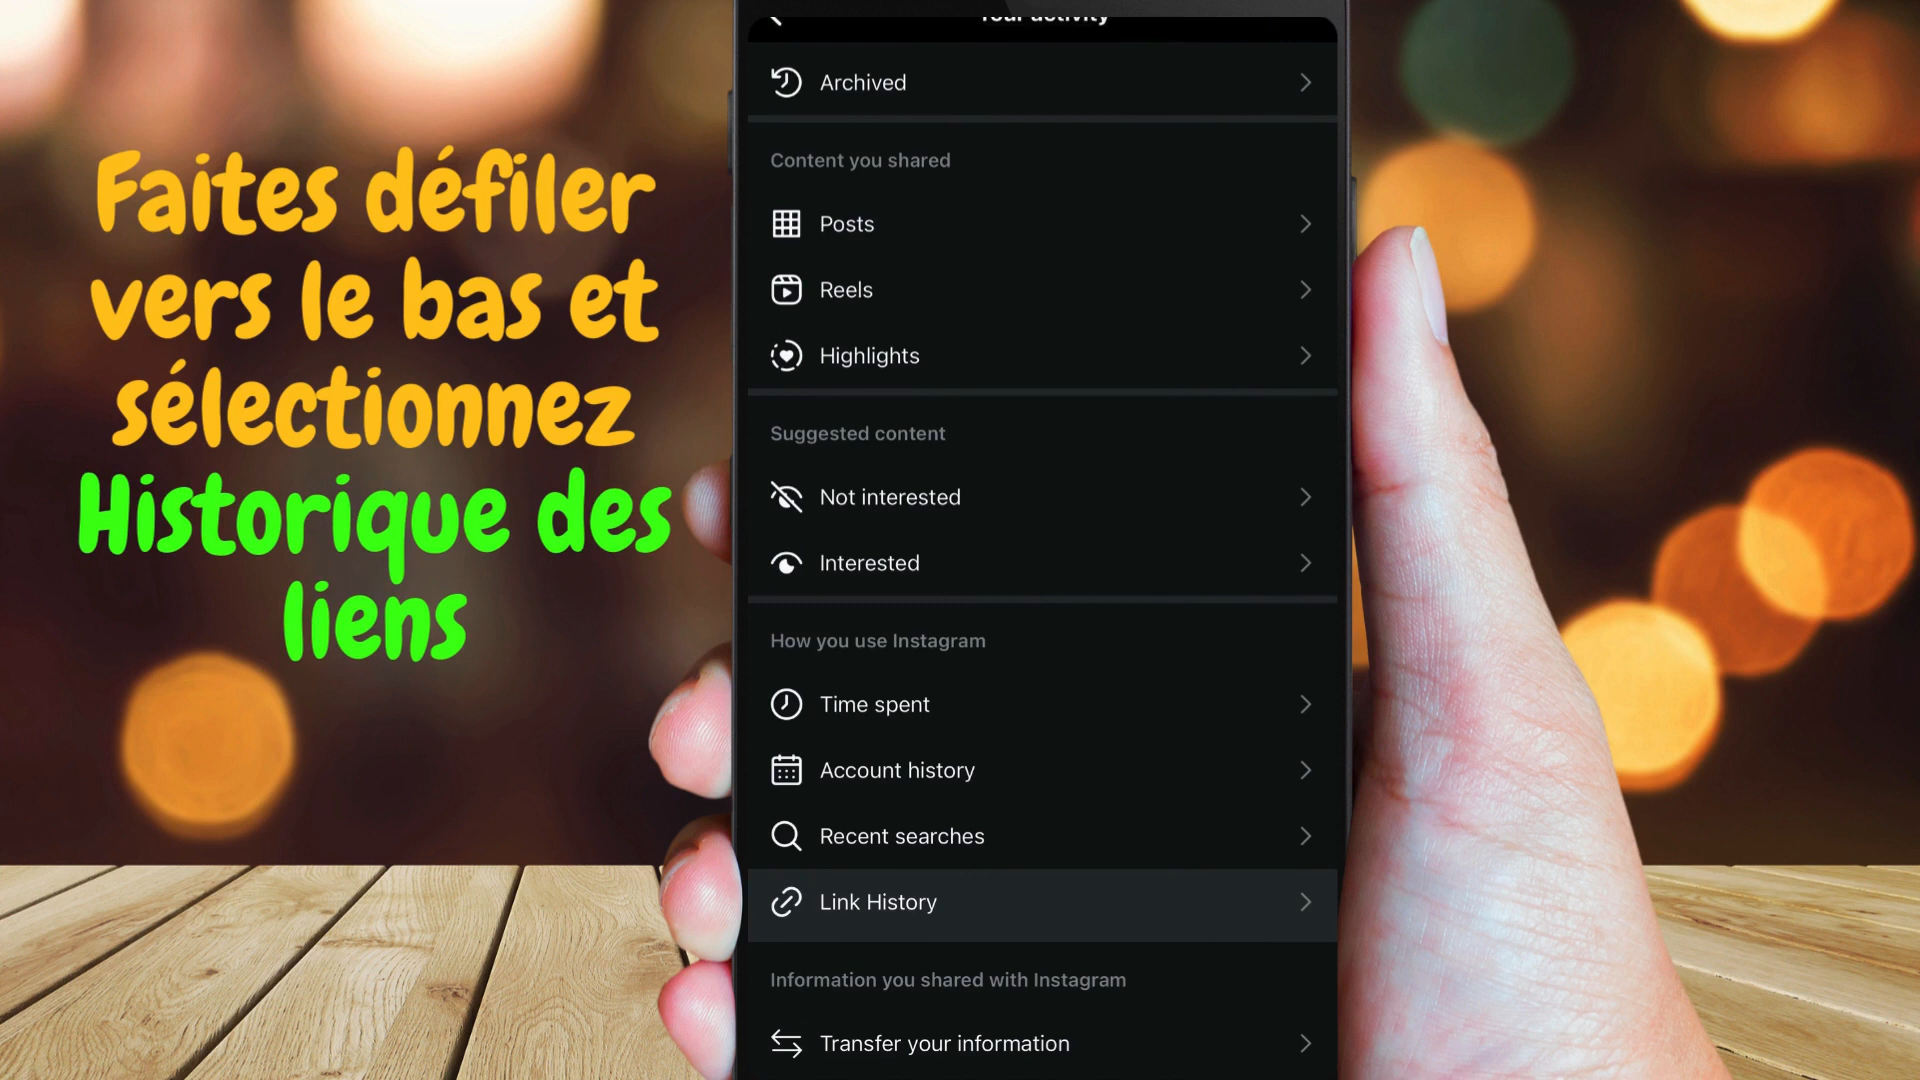 Faites défiler
vers le bas et
sélectionnez
Historique des
liens
Your activity
Archived
Content you shared
Posts
Reels
Highlights
Suggested content
Not interested
Interested
How you use Instagram
Time spent
Account history
Recent searches
Link History
Information you shared with Instagram
Transfer your information